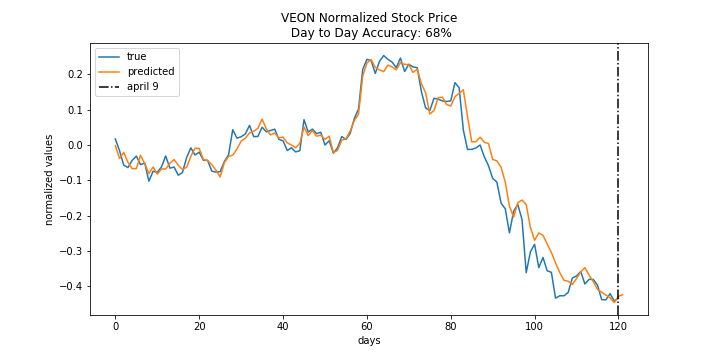 VEON Normalized Stock Price
Day to Day Accuracy: 68%
true
predicted
april 9
normalized values
0.2
0.1
0.0
−0.1
−0.2
−0.3
−0.4
0 20 40 60 80 100 120
days